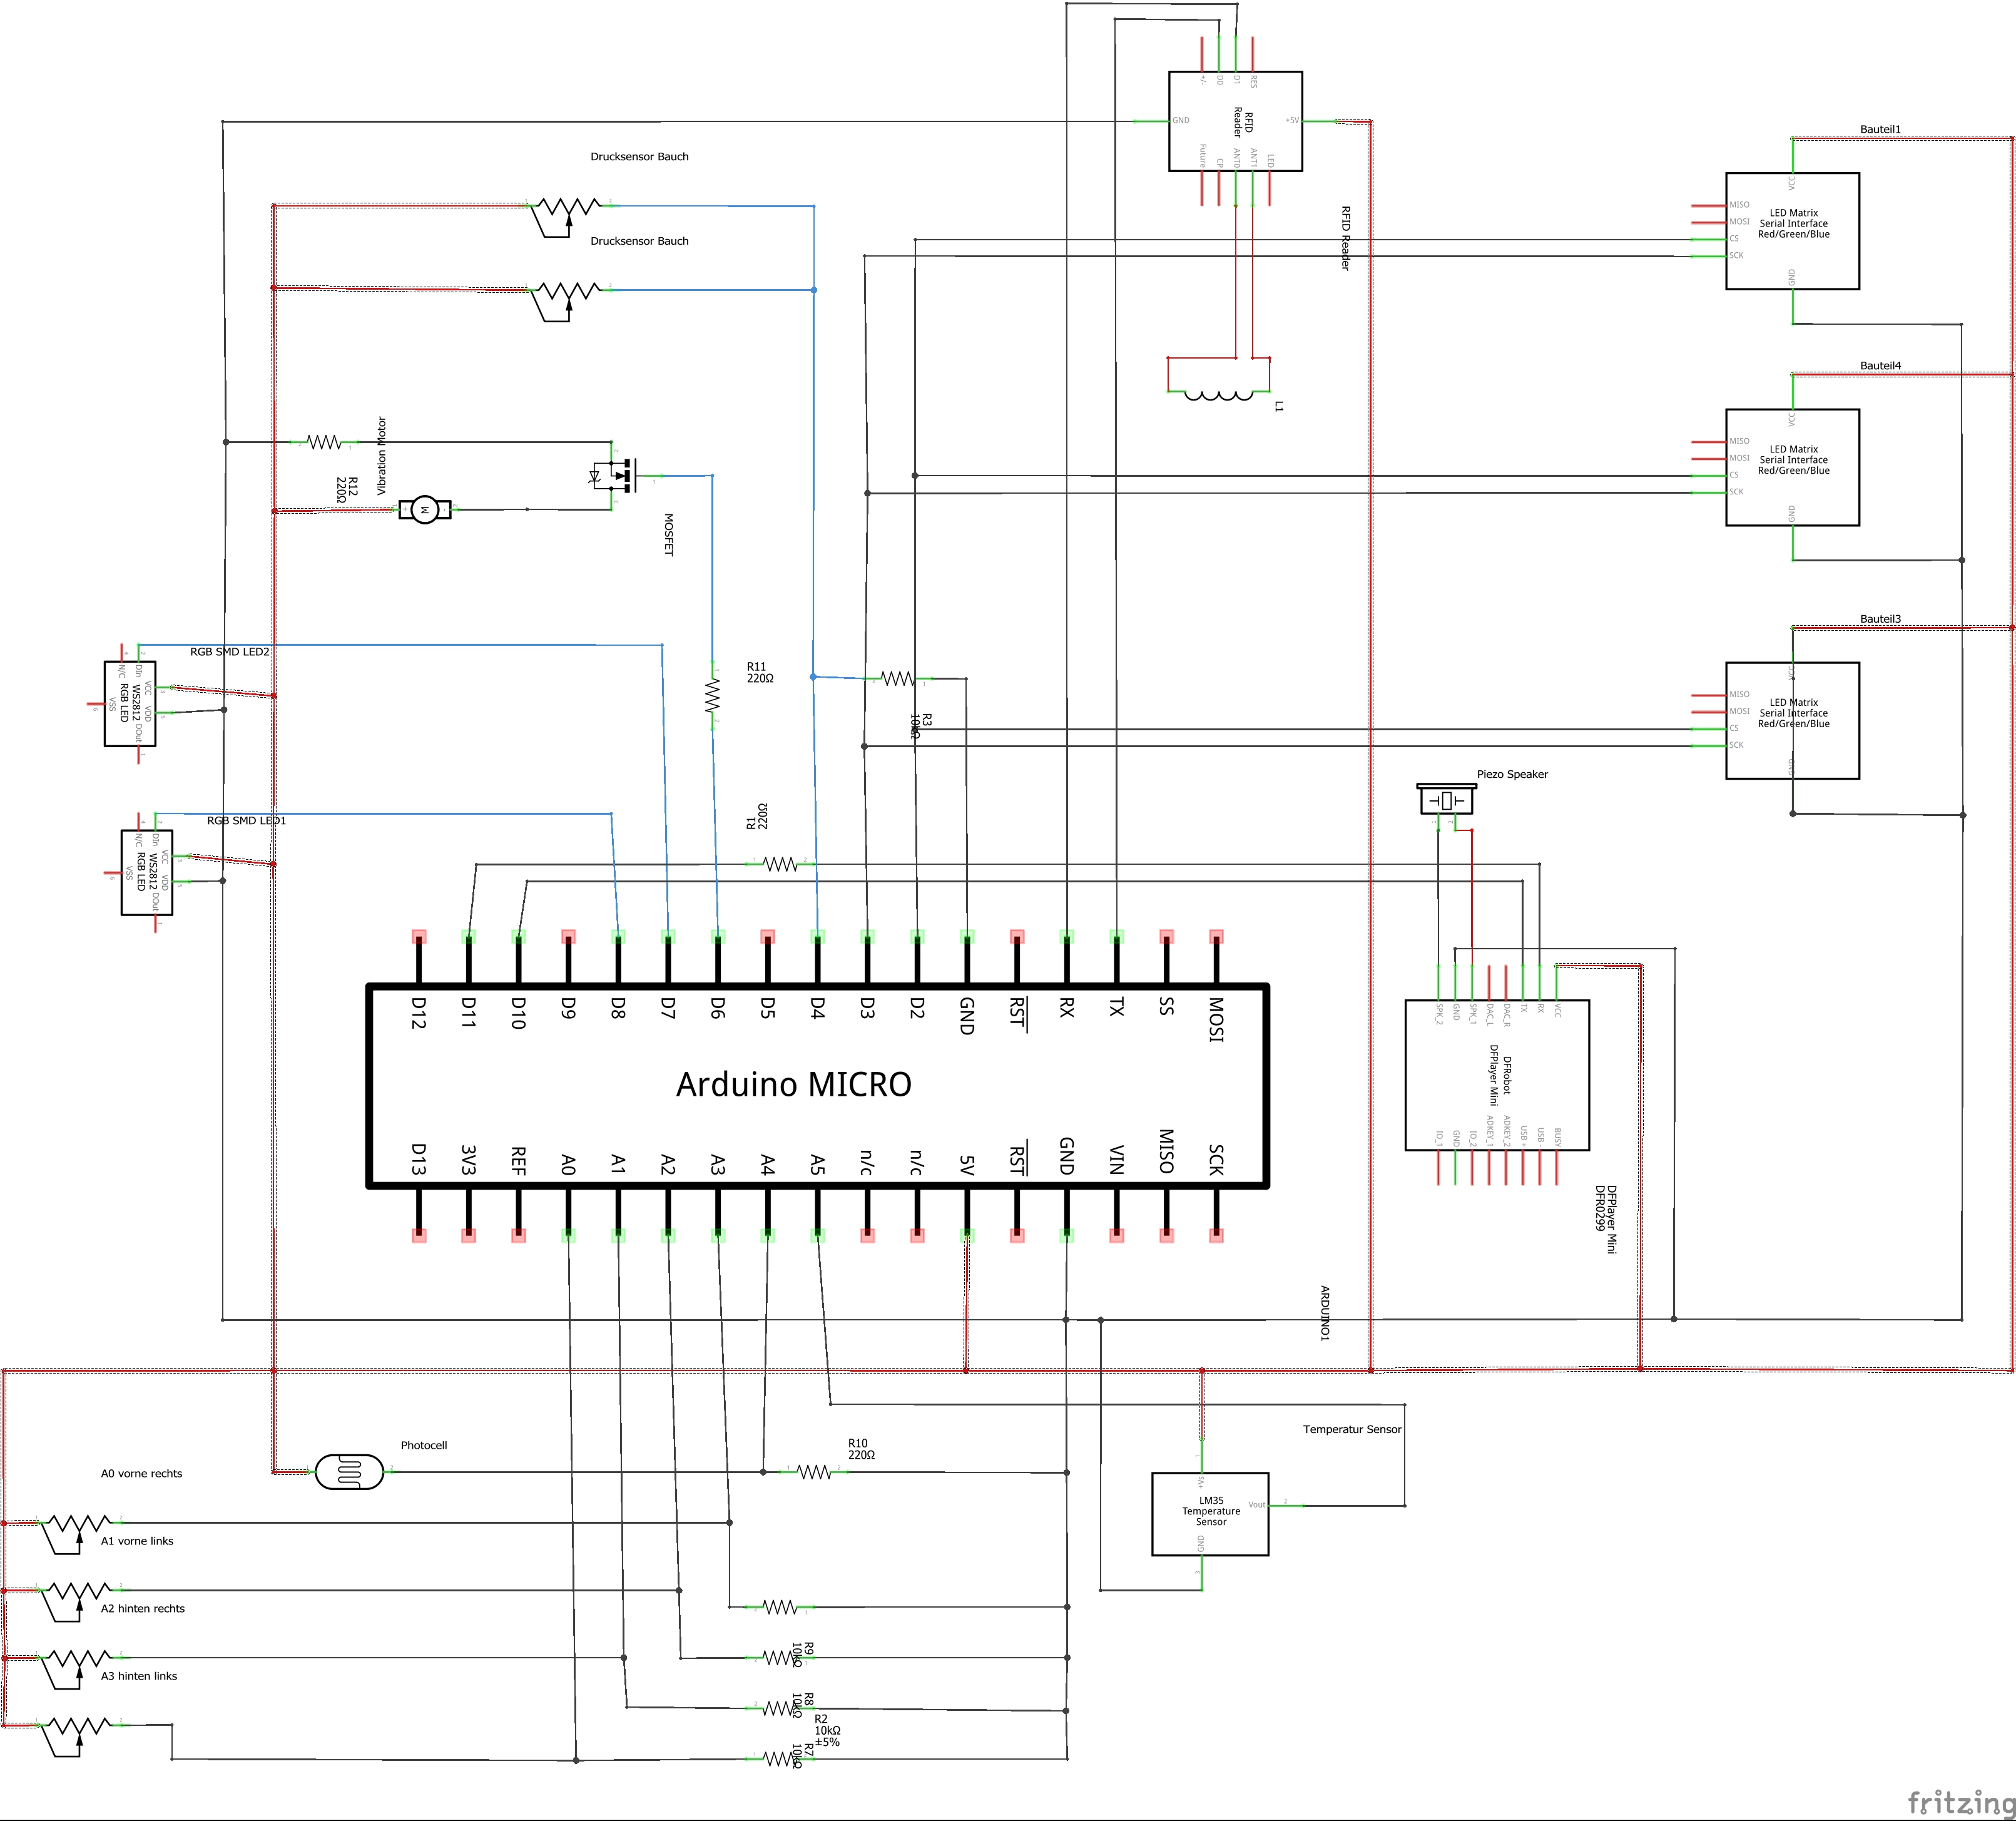 +/-
D0
D1
RES
RFID
Reader
GND
+5V
Future
CP
ANT0
ANT1
LED
RFID Reader
L1
Drucksensor Bauch
Drucksensor Bauch
Bauteil1
VCC
MISO
MOSI
CS
SCK
LED Matrix
Serial Interface
Red/Green/Blue
GND
Bauteil4
VCC
MISO
MOSI
CS
SCK
LED Matrix
Serial Interface
Red/Green/Blue
GND
Bauteil3
VCC
MISO
MOSI
CS
SCK
LED Matrix
Serial Interface
Red/Green/Blue
GND
Vibration Motor
R12
220Ω
M
MOSFET
RGB SMD LED2
N/C
DIn
VCC
VDD
VSS
DOut
WS2812
RGB LED
RGB SMD LED1
N/C
DIn
VCC
VDD
VSS
DOut
WS2812
RGB LED
R11
220Ω
R3
10kΩ
R1
220Ω
Piezo Speaker
D12
D11
D10
D9
D8
D7
D6
D5
D4
D3
D2
GND
RST
RX
TX
SS
MOSI
Arduino MICRO
D13
3V3
REF
A0
A1
A2
A3
A4
A5
n/c
n/c
5V
RST
GND
VIN
MISO
SCK
ARDUINO1
SPK_2
GND
SPK_1
DAC_L
DAC_R
TX
RX
VCC
DFRobot
DFPlayer Mini
IO_1
GND
IO_2
ADKEY_1
ADKEY_2
USB +
USB -
BUSY
DFPlayer Mini
DFR0299
Photocell
R10
220Ω
Temperatur Sensor
+Vs
LM35
Temperature
Sensor
Vout
GND
A0 vorne rechts
A1 vorne links
A2 hinten rechts
A3 hinten links
R9
10kΩ
R8
10kΩ
R2
10kΩ
±5%
R7
10kΩ
fritzing